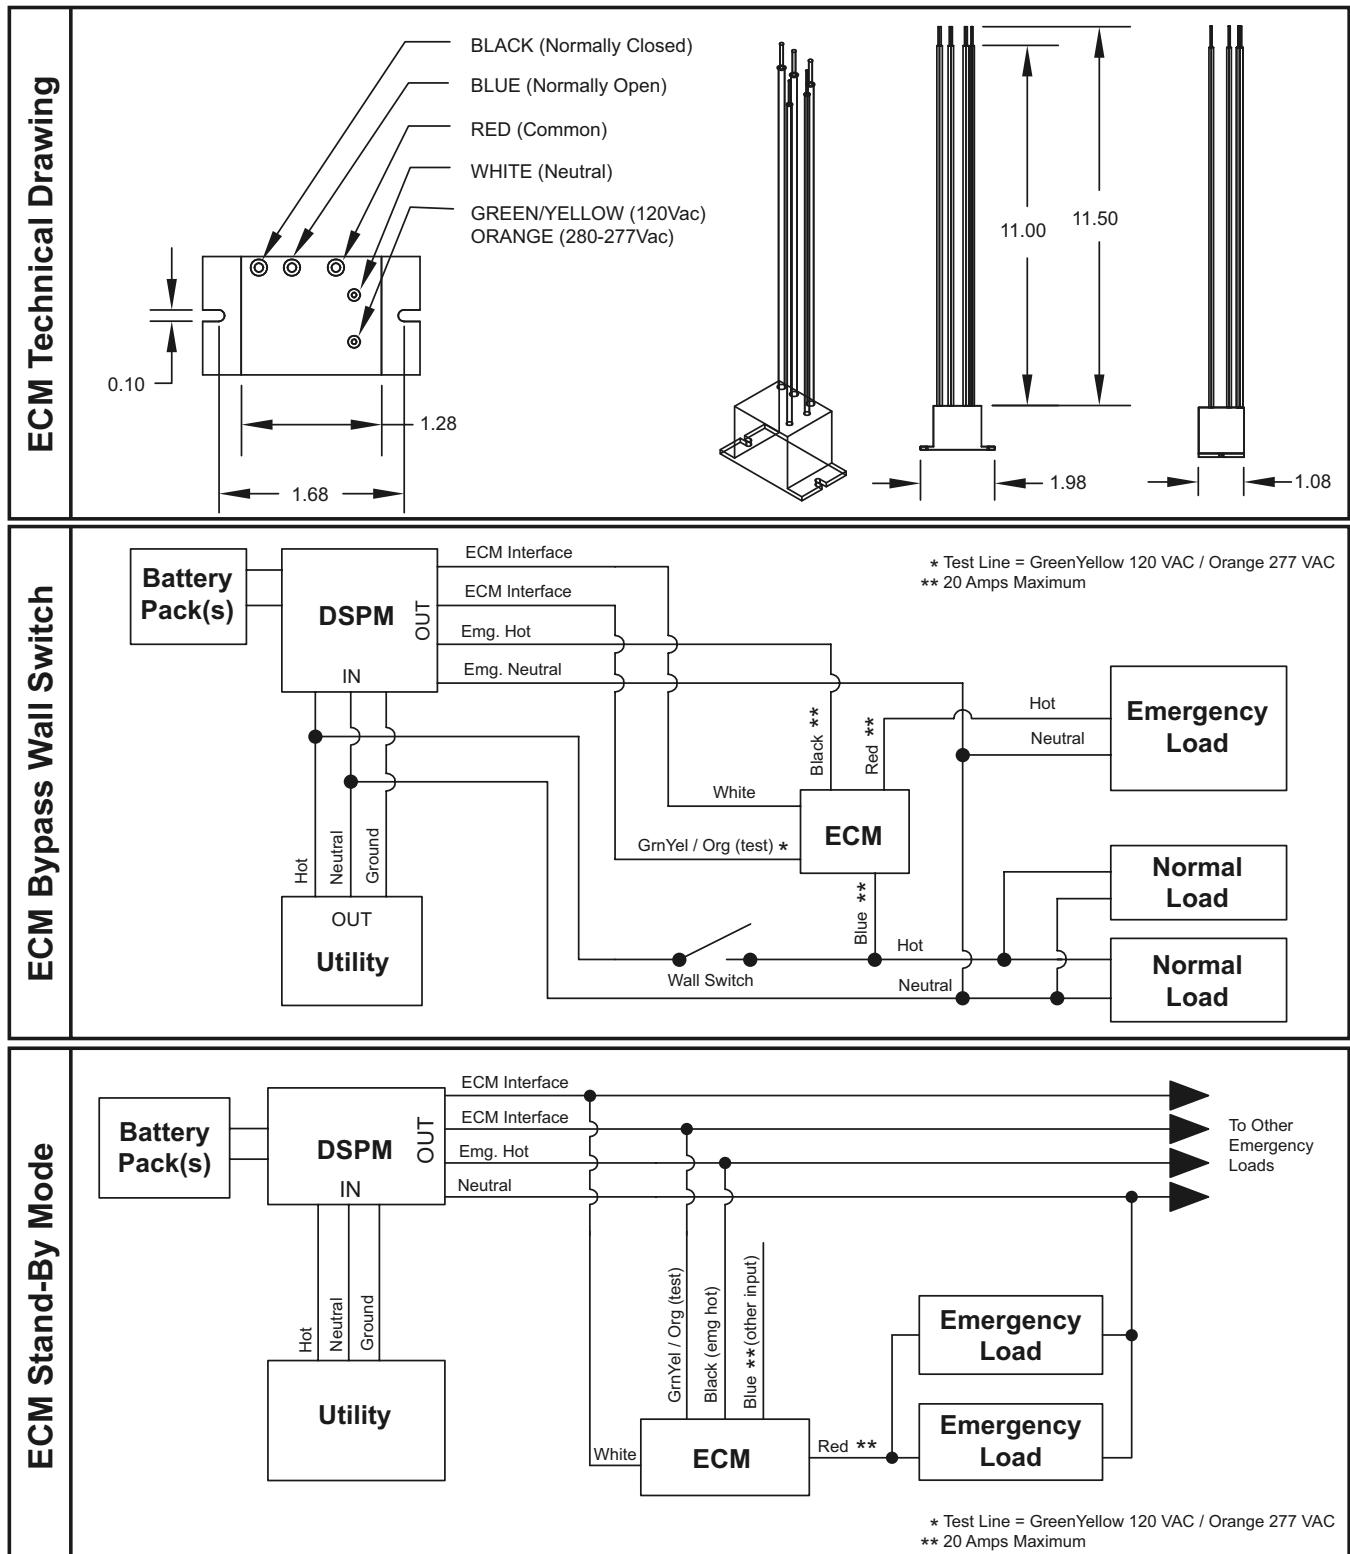 ECM Technical Drawing
BLACK (Normally Closed)
BLUE (Normally Open)
RED (Common)
WHITE (Neutral)
GREEN/YELLOW (120Vac)
ORANGE (280-277Vac)
0.10
1.28
1.68
11.00
11.50
1.98
1.08
ECM Bypass Wall Switch
Battery
Pack(s)
DSPM
OUT
IN
ECM Interface
ECM Interface
Emg. Hot
Emg. Neutral
* Test Line = GreenYellow 120 VAC / Orange 277 VAC
** 20 Amps Maximum
Black **
Red **
Hot
Neutral
Emergency
Load
White
GrnYel / Org (test) *
ECM
Blue **
Hot
Neutral
Ground
OUT
Utility
Wall Switch
Hot
Neutral
Normal
Load
Normal
Load
ECM Stand-By Mode
Battery
Pack(s)
DSPM
OUT
IN
ECM Interface
ECM Interface
Emg. Hot
Neutral
To Other
Emergency
Loads
Hot
Neutral
Ground
Utility
GrnYel / Org (test)
Black (emg hot)
Blue **(other input)
White
ECM
Red **
Emergency
Load
Emergency
Load
* Test Line = GreenYellow 120 VAC / Orange 277 VAC
** 20 Amps Maximum